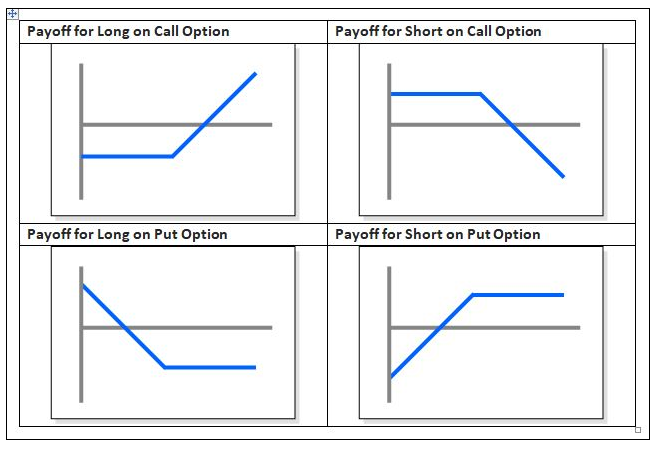 Payoff for Long on Call Option
Payoff for Short on Call Option
Payoff for Long on Put Option
Payoff for Short on Put Option